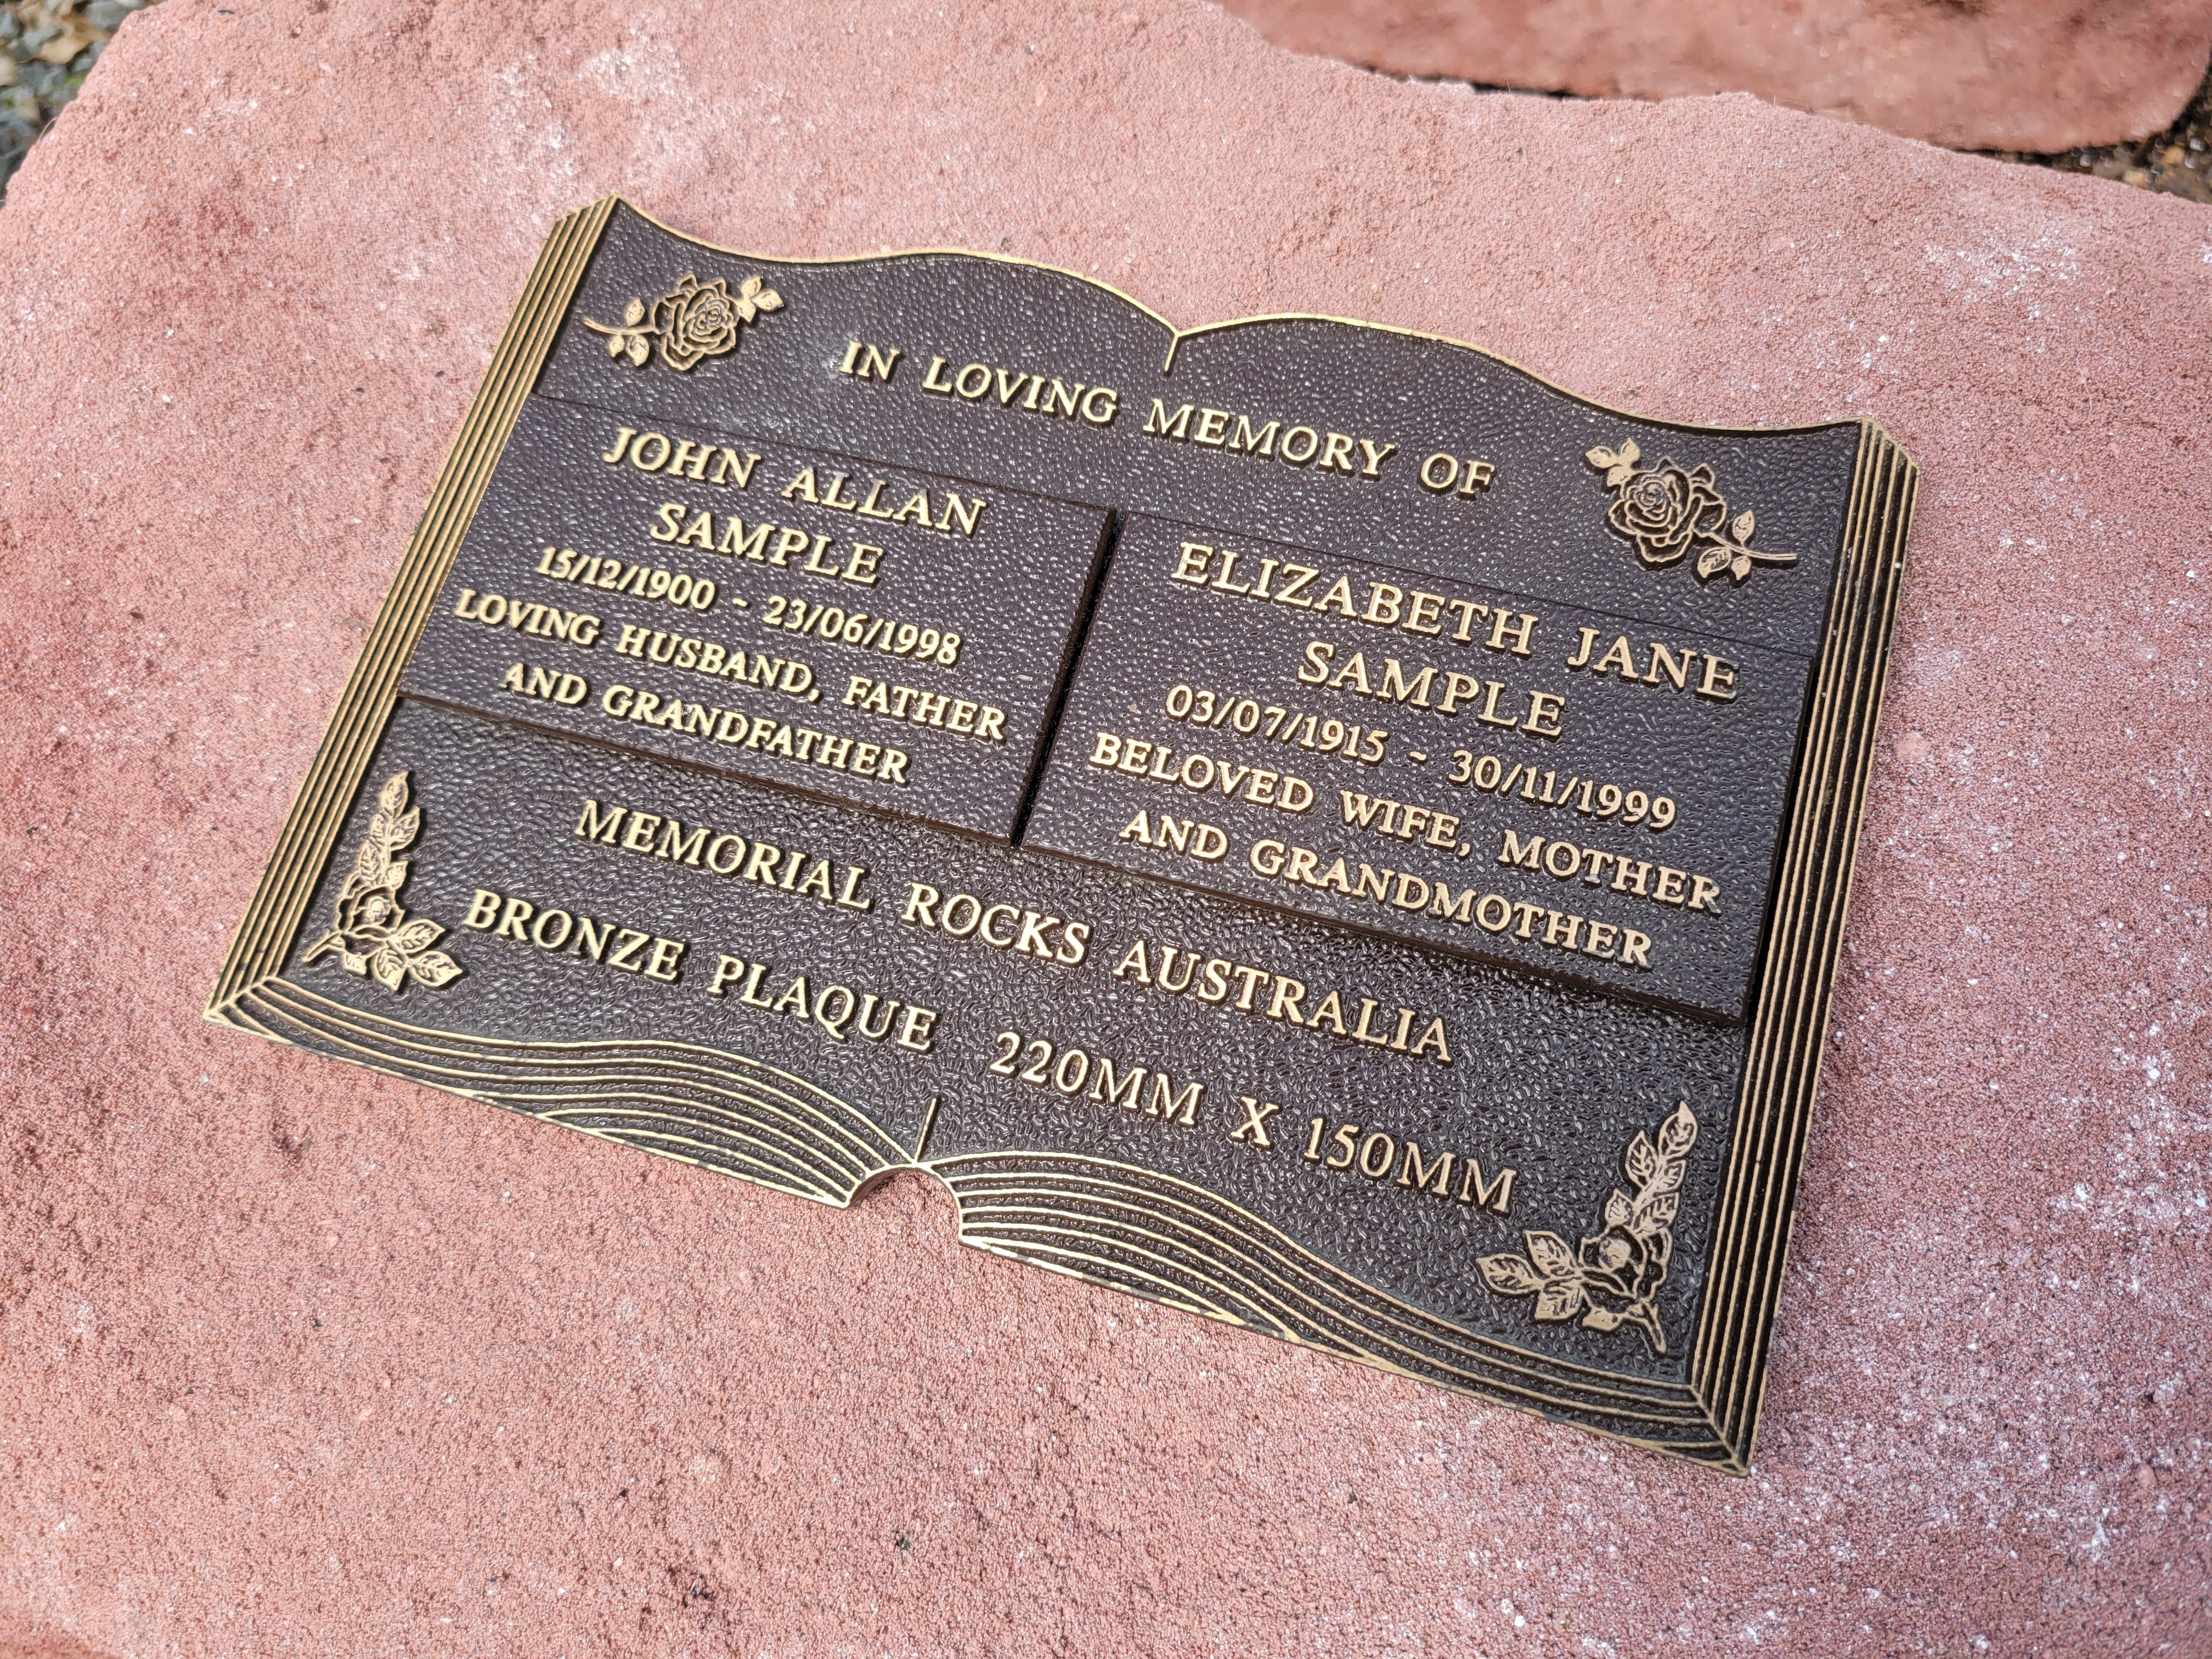 IN LOVING MEMORY OF
JOHN ALLAN
SAMPLE
15/12/1900 - 23/06/1998
LOVING HUSBAND, FATHER
AND GRANDFATHER
ELIZABETH JANE
SAMPLE
03/07/1915 - 30/11/1999
BELOVED WIFE, MOTHER
AND GRANDMOTHER
MEMORIAL ROCKS AUSTRALIA
BRONZE PLAQUE 220MM X 150MM